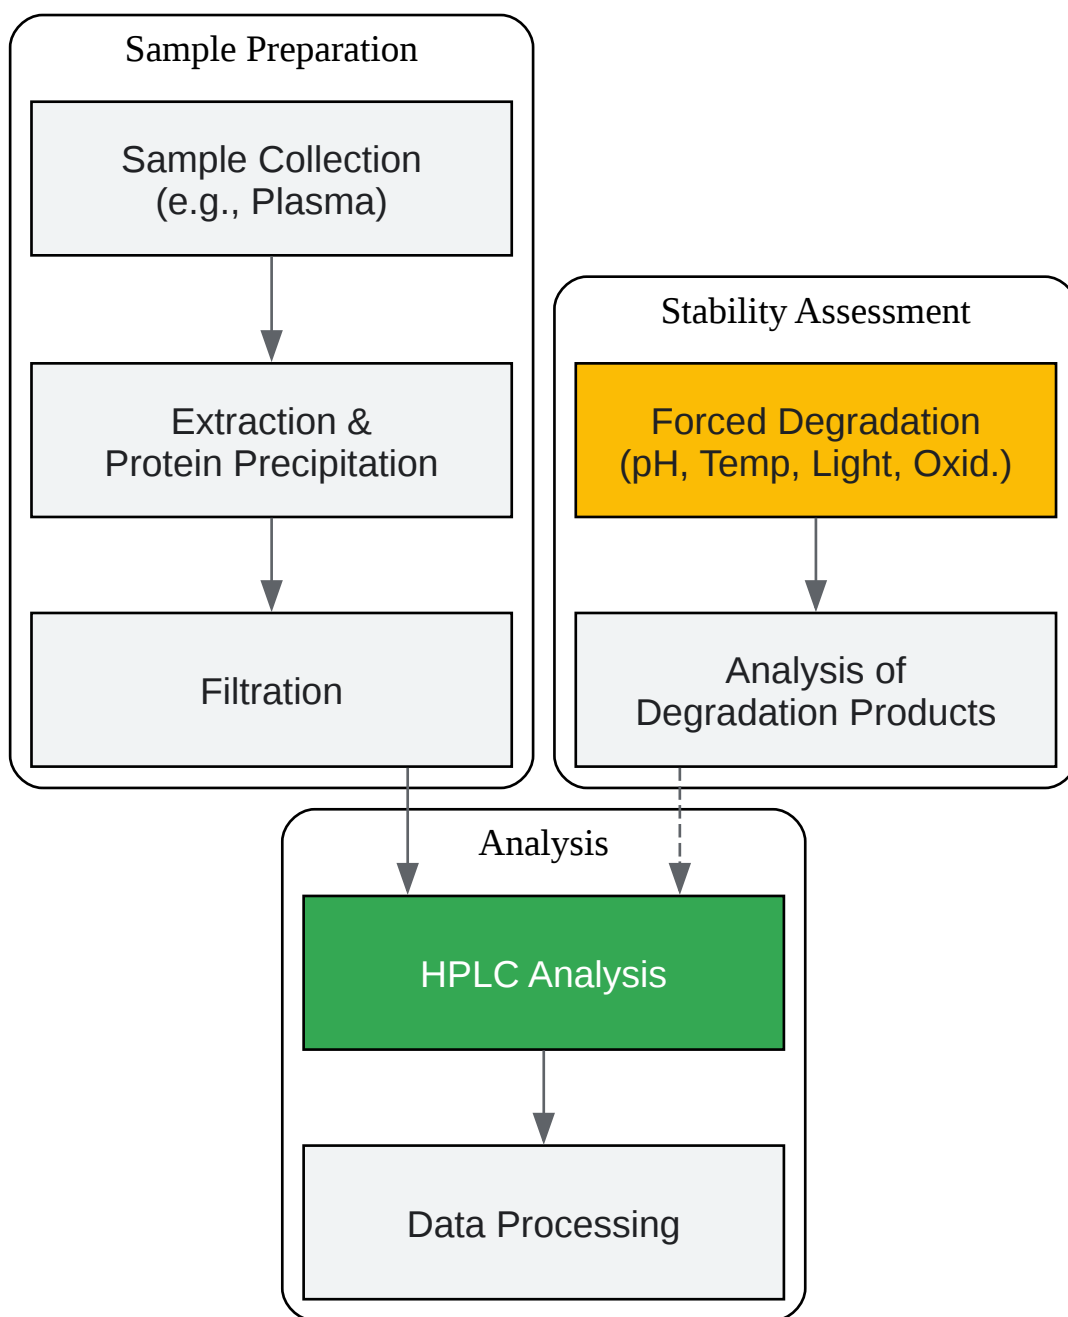 Sample Preparation
Sample Collection
(e.g., Plasma)
Extraction &
Protein Precipitation
Filtration
Stability Assessment
Forced Degradation
(pH, Temp, Light, Oxid.)
Analysis of
Degradation Products
Analysis
HPLC Analysis
Data Processing